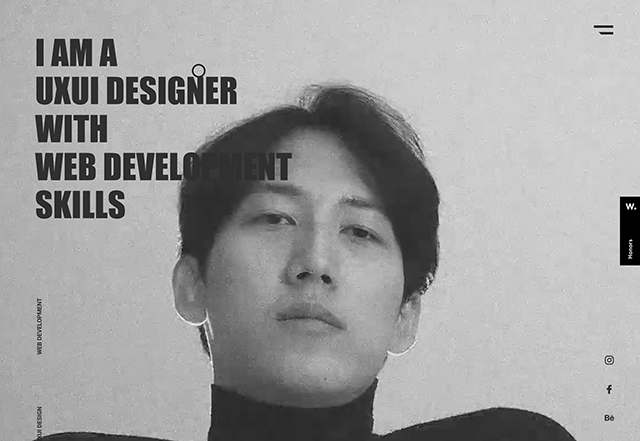 I AM A
UXUI DESIGNER
WITH
WEB DEVELOPMENT
SKILLS
W.
Honors
WEB DEVELOPMENT
UXUI DESIGN
Bē